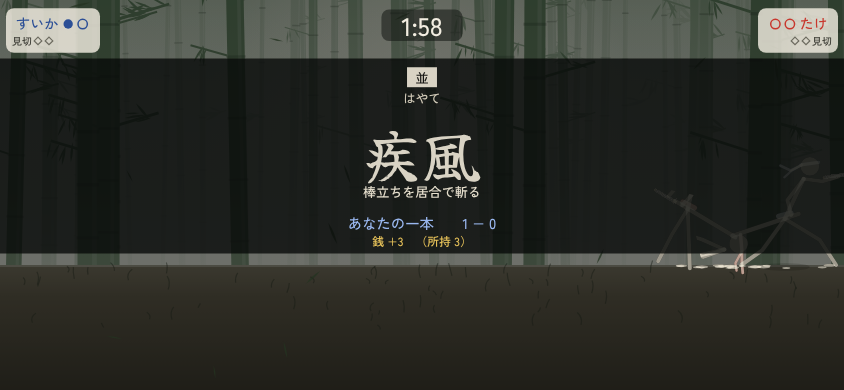 すいか ●○
見切◇◇
1:58
○○ たけ
◇◇見切
並
はやて
疾風
棒立ちを居合で斬る
あなたの一本 1 − 0
銭 +3 (所持 3)